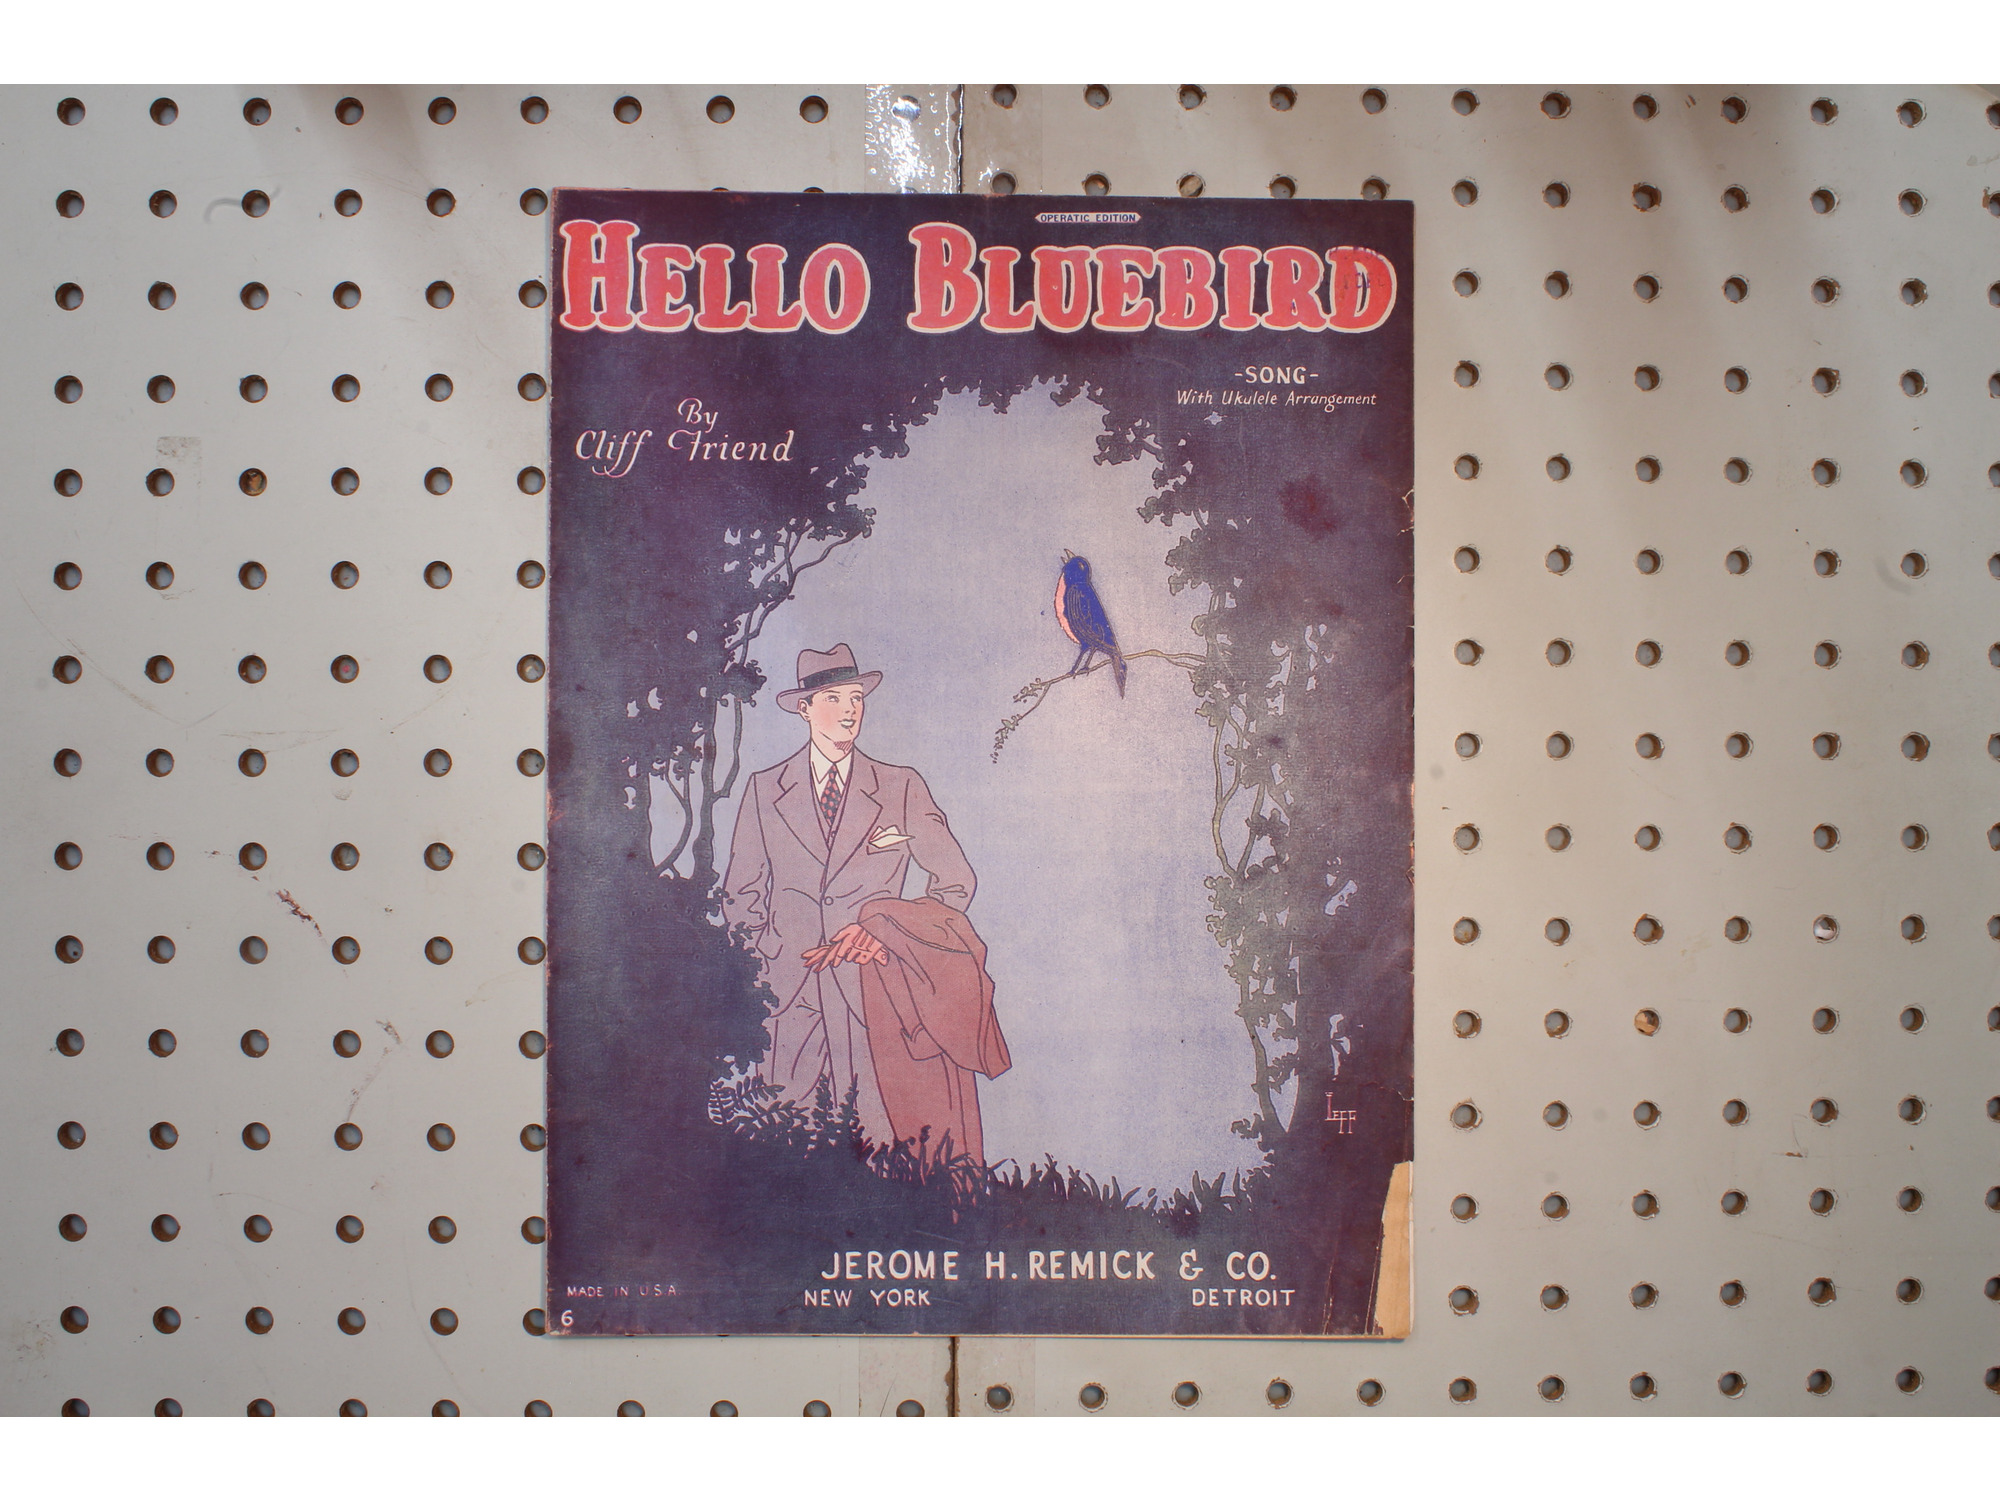 OPERATIC EDITION
HELLO BLUEBIRD
-SONG-
With Ukulele Arrangement
By
Cliff Friend
LEFF
JEROME H. REMICK & CO.
NEW YORK DETROIT
MADE IN U.S.A.
6